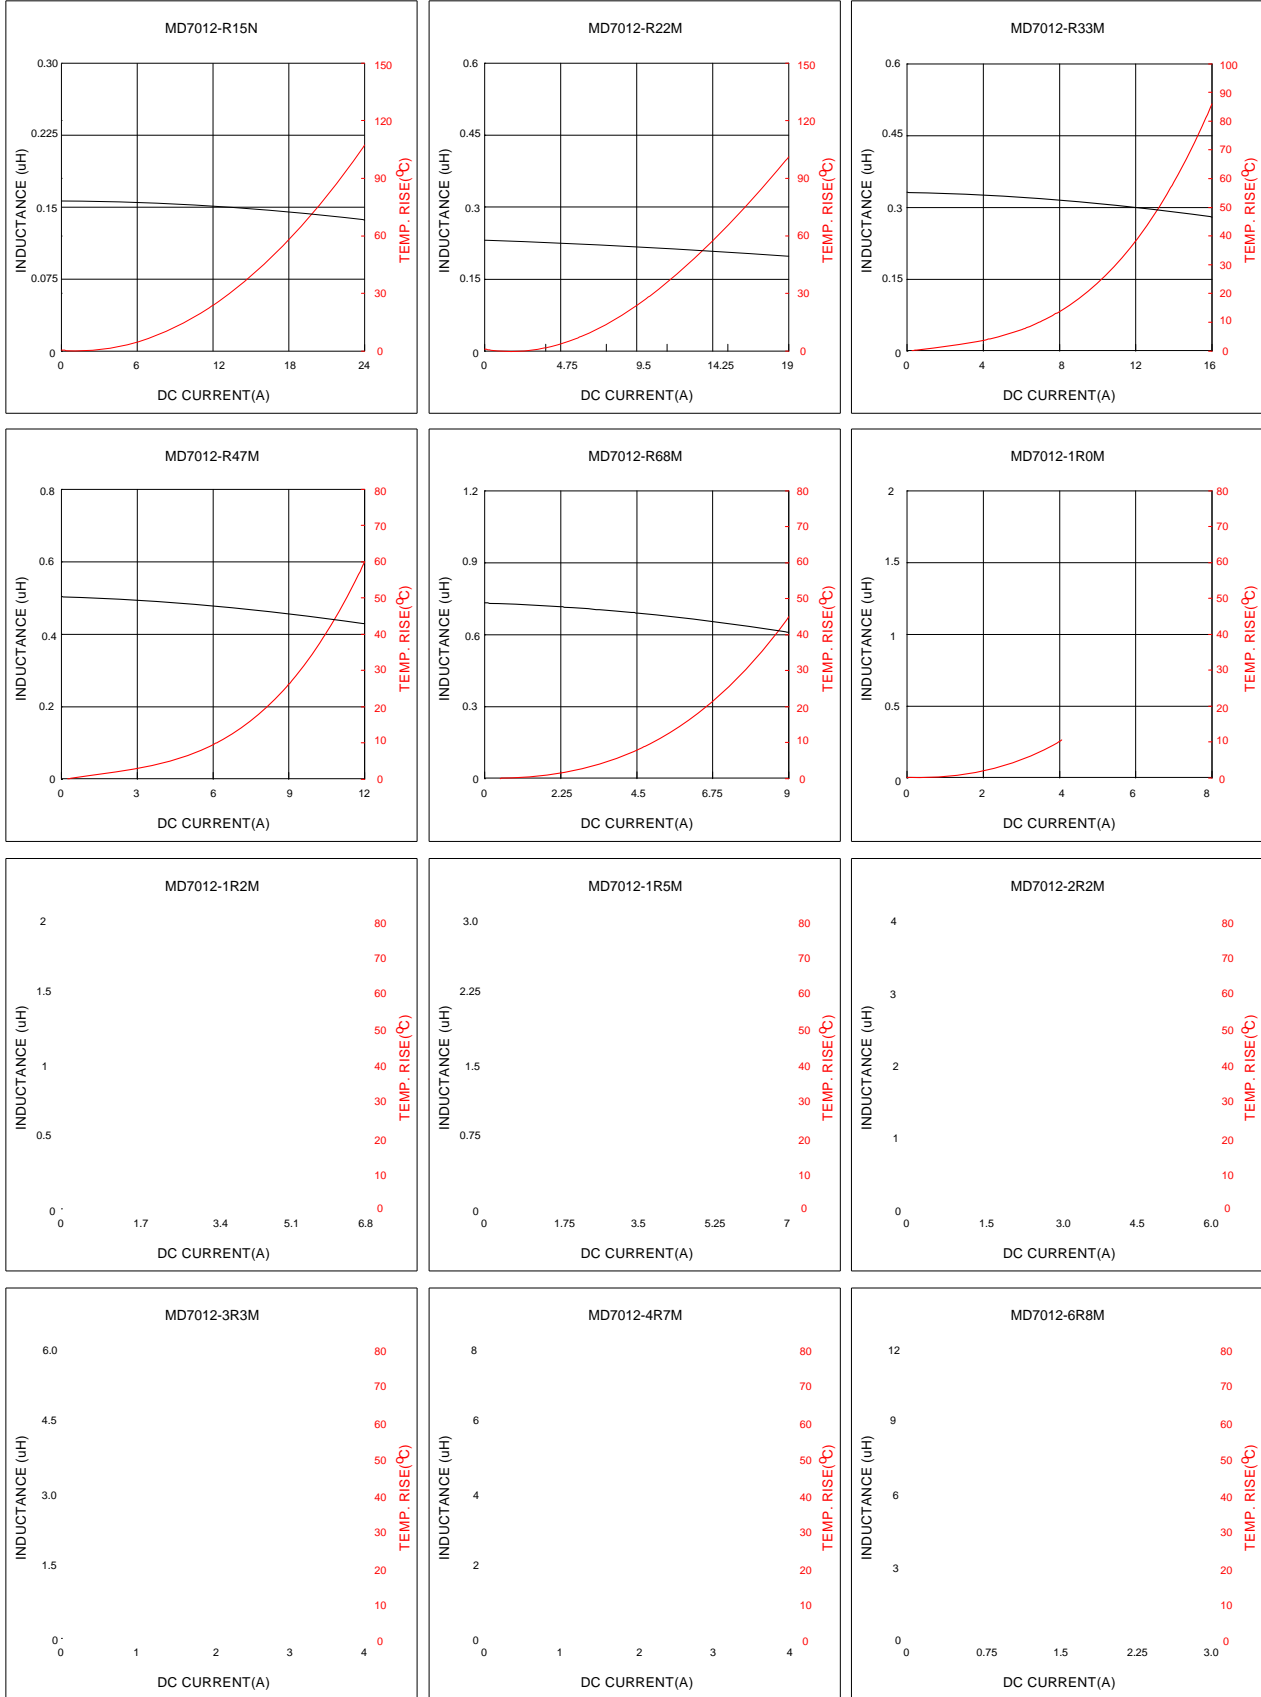 MD7012-R15N
0.30
0.225
0.15
0.075
0
INDUCTANCE (uH)
150
120
90
60
30
0
TEMP. RISE(ºC)
0 6 12 18 24
DC CURRENT(A)
MD7012-R22M
0.6
0.45
0.3
0.15
0
INDUCTANCE (uH)
150
120
90
60
30
0
TEMP. RISE(ºC)
0 4.75 9.5 14.25 19
DC CURRENT(A)
MD7012-R33M
0.6
0.45
0.3
0.15
0
INDUCTANCE (uH)
100
90
80
70
60
50
40
30
20
10
0
TEMP. RISE(ºC)
0 4 8 12 16
DC CURRENT(A)
MD7012-R47M
0.8
0.6
0.4
0.2
0
INDUCTANCE (uH)
80
70
60
50
40
30
20
10
0
TEMP. RISE(ºC)
0 3 6 9 12
DC CURRENT(A)
MD7012-R68M
1.2
0.9
0.6
0.3
0
INDUCTANCE (uH)
80
70
60
50
40
30
20
10
0
TEMP. RISE(ºC)
0 2.25 4.5 6.75 9
DC CURRENT(A)
MD7012-1R0M
2
1.5
1
0.5
0
INDUCTANCE (uH)
80
70
60
50
40
30
20
10
0
TEMP. RISE(ºC)
0 2 4 6 8
DC CURRENT(A)
MD7012-1R2M
2
1.5
1
0.5
0
INDUCTANCE (uH)
80
70
60
50
40
30
20
10
0
TEMP. RISE(ºC)
0 1.7 3.4 5.1 6.8
DC CURRENT(A)
MD7012-1R5M
3.0
2.25
1.5
0.75
0
INDUCTANCE (uH)
80
70
60
50
40
30
20
10
0
TEMP. RISE(ºC)
0 1.75 3.5 5.25 7
DC CURRENT(A)
MD7012-2R2M
4
3
2
1
0
INDUCTANCE (uH)
80
70
60
50
40
30
20
10
0
TEMP. RISE(ºC)
0 1.5 3.0 4.5 6.0
DC CURRENT(A)
MD7012-3R3M
6.0
4.5
3.0
1.5
0
INDUCTANCE (uH)
80
70
60
50
40
30
20
10
0
TEMP. RISE(ºC)
0 1 2 3 4
DC CURRENT(A)
MD7012-4R7M
8
6
4
2
0
INDUCTANCE (uH)
80
70
60
50
40
30
20
10
0
TEMP. RISE(ºC)
0 1 2 3 4
DC CURRENT(A)
MD7012-6R8M
12
9
6
3
0
INDUCTANCE (uH)
80
70
60
50
40
30
20
10
0
TEMP. RISE(ºC)
0 0.75 1.5 2.25 3.0
DC CURRENT(A)